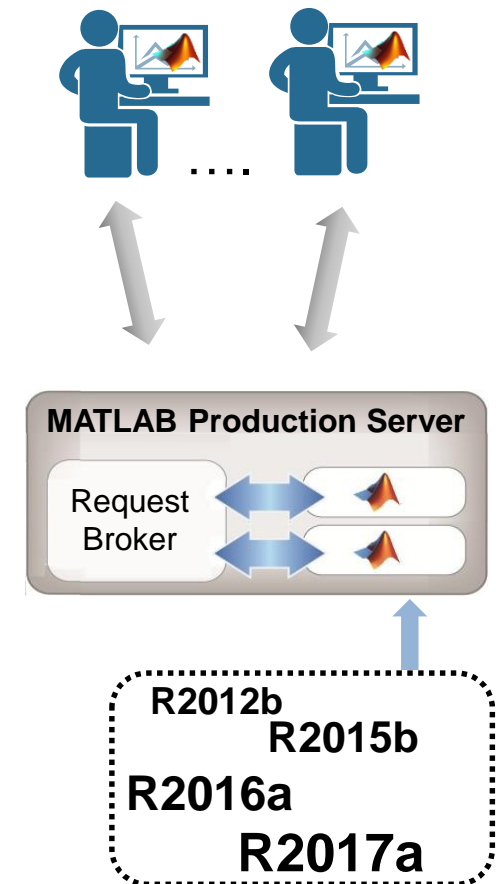 ....
MATLAB Production Server
Request
Broker
R2012b
R2015b
R2016a
R2017a